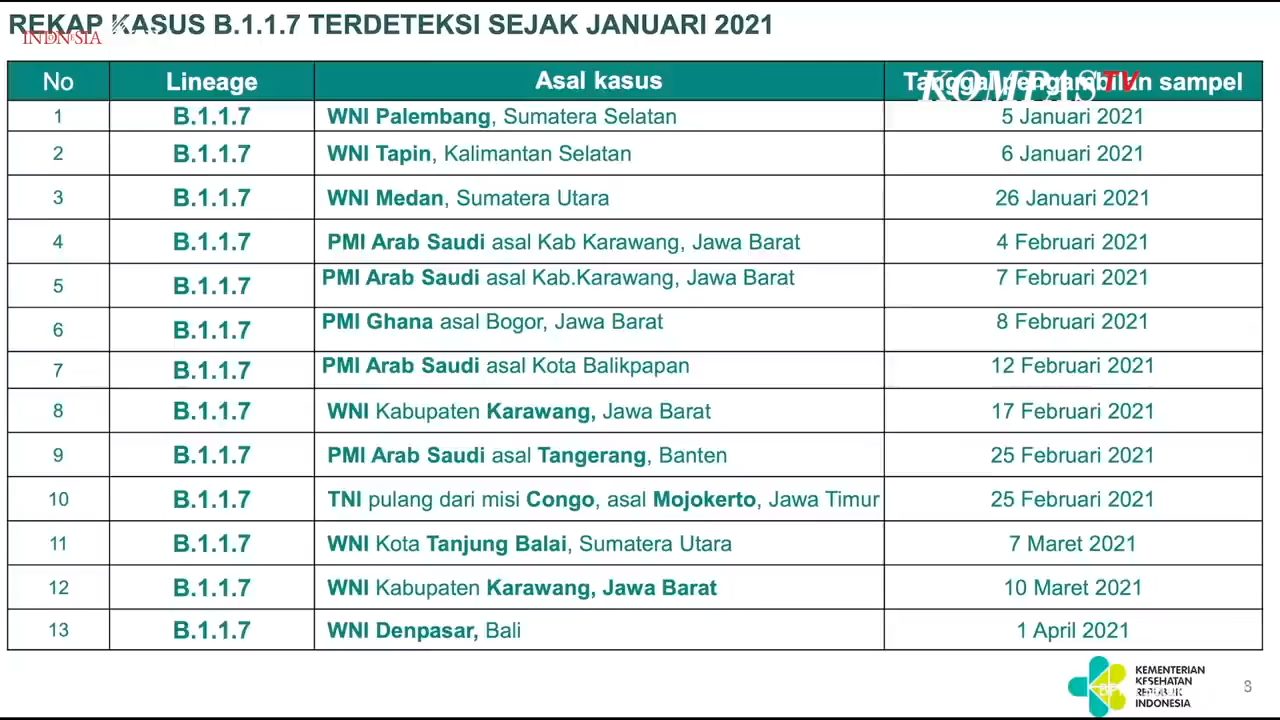 REKAP KASUS B.1.1.7 TERDETEKSI SEJAK JANUARI 2021
INDONESIA
No Lineage Asal kasus Tanggal pengambilan sampel
KOMPAS TV
1 B.1.1.7 WNI Palembang, Sumatera Selatan 5 Januari 2021
2 B.1.1.7 WNI Tapin, Kalimantan Selatan 6 Januari 2021
3 B.1.1.7 WNI Medan, Sumatera Utara 26 Januari 2021
4 B.1.1.7 PMI Arab Saudi asal Kab Karawang, Jawa Barat 4 Februari 2021
5 B.1.1.7 PMI Arab Saudi asal Kab.Karawang, Jawa Barat 7 Februari 2021
6 B.1.1.7 PMI Ghana asal Bogor, Jawa Barat 8 Februari 2021
7 B.1.1.7 PMI Arab Saudi asal Kota Balikpapan 12 Februari 2021
8 B.1.1.7 WNI Kabupaten Karawang, Jawa Barat 17 Februari 2021
9 B.1.1.7 PMI Arab Saudi asal Tangerang, Banten 25 Februari 2021
10 B.1.1.7 TNI pulang dari misi Congo, asal Mojokerto, Jawa Timur 25 Februari 2021
11 B.1.1.7 WNI Kota Tanjung Balai, Sumatera Utara 7 Maret 2021
12 B.1.1.7 WNI Kabupaten Karawang, Jawa Barat 10 Maret 2021
13 B.1.1.7 WNI Denpasar, Bali 1 April 2021
KEMENTERIAN
KESEHATAN
REPUBLIK
INDONESIA
8